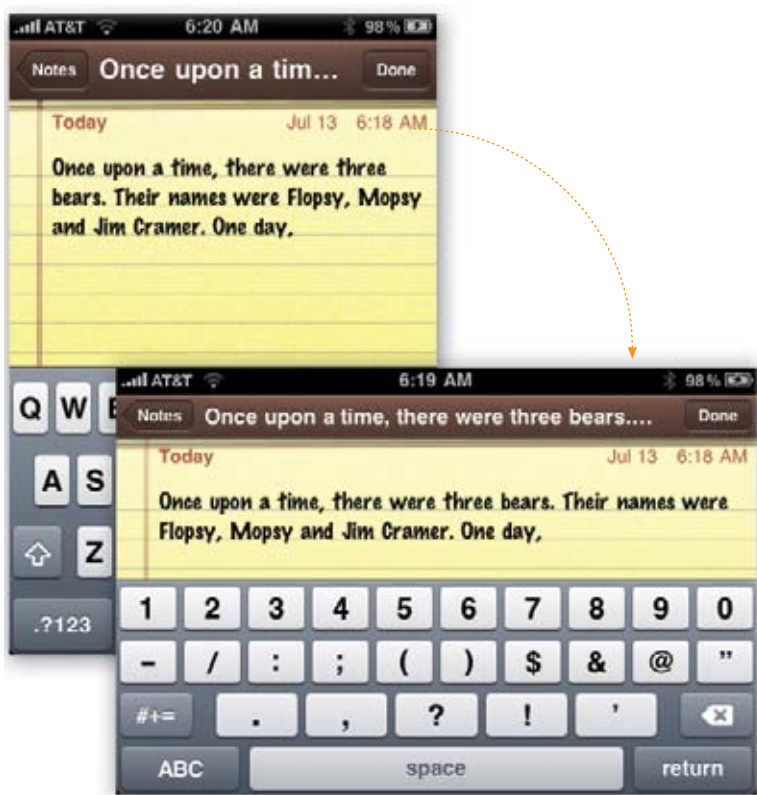 AT&T 6:20 AM 98%
Notes Once upon a tim... Done
Today Jul 13 6:18 AM
Once upon a time, there were three
bears. Their names were Flopsy, Mopsy
and Jim Cramer. One day,
Q W E
A S
Z
.?123
AT&T 6:19 AM 98%
Notes Once upon a time, there were three bears.... Done
Today Jul 13 6:18 AM
Once upon a time, there were three bears. Their names were
Flopsy, Mopsy and Jim Cramer. One day,
1 2 3 4 5 6 7 8 9 0
- / : ; ( ) $ & @ "
#+= . , ? ! '
ABC space return